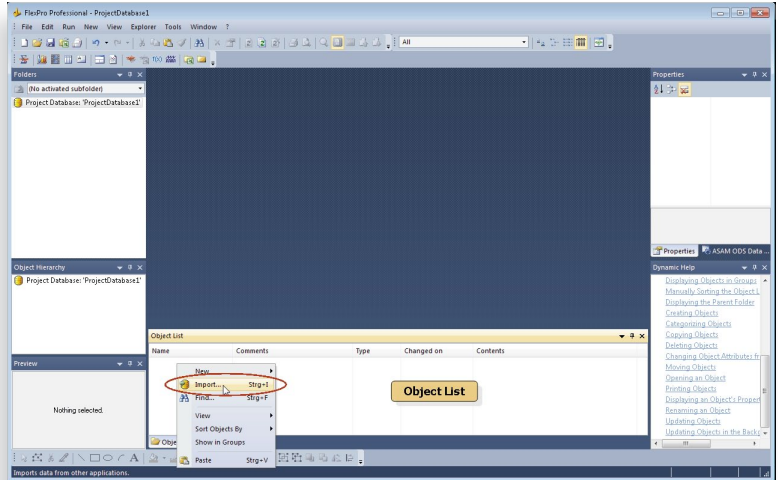 FlexPro Professional - ProjectDatabase1
File Edit Run New View Explorer Tools Window ?
All
Folders
(No activated subfolder)
Project Database: 'ProjectDatabase1'
Properties
Properties ASAM ODS Data ...
Object Hierarchy
Project Database: 'ProjectDatabase1'
Dynamic Help
Displaying Objects in Groups
Manually Sorting the Object L
Displaying the Parent Folder
Creating Objects
Categorizing Objects
Copying Objects
Deleting Objects
Changing Object Attributes fr
Moving Objects
Opening an Object
Printing Objects
Displaying an Object's Propert
Renaming an Object
Updating Objects
Updating Objects in the Backg
Object List
Name Comments Type Changed on Contents
New
Import... Strg+I
Find... Strg+F
View
Sort Objects By
Show in Groups
Paste Strg+V
Object List
Preview
Nothing selected.
Obje
Imports data from other applications.